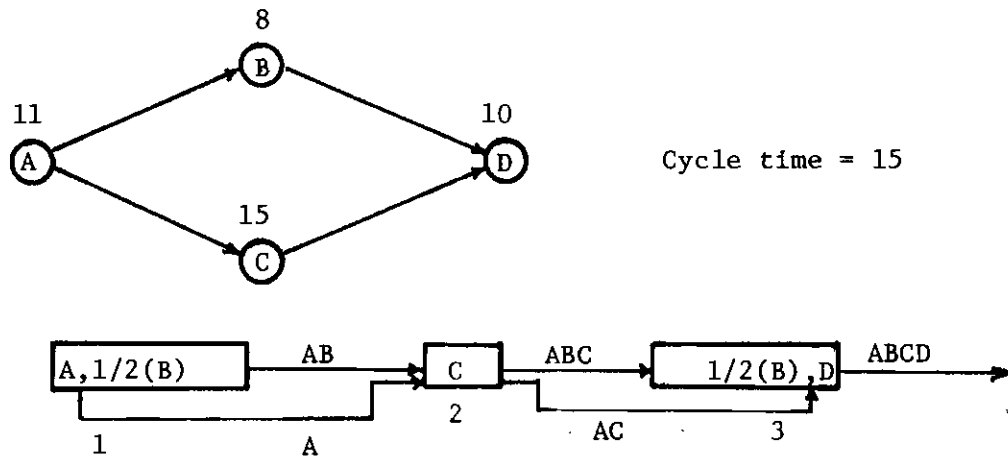 8
B
11
10
A
D
Cycle time = 15
15
C
AB
ABC
ABCD
A,1/2(B)
C
1/2(B),D
1
A
2
AC
3